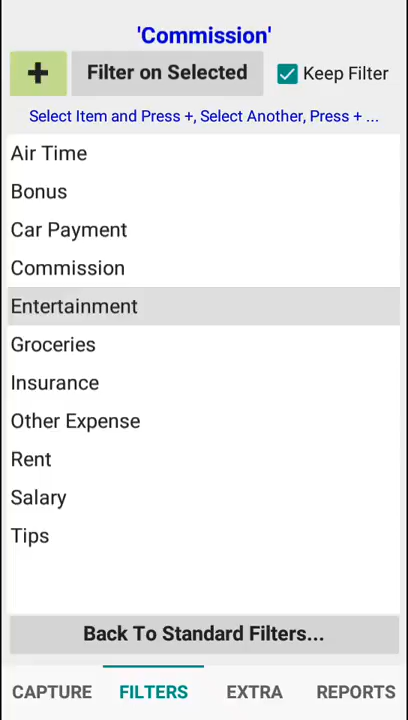 'Commission'
+ Filter on Selected Keep Filter
Select Item and Press +, Select Another, Press + ...
Air Time
Bonus
Car Payment
Commission
Entertainment
Groceries
Insurance
Other Expense
Rent
Salary
Tips
Back To Standard Filters...
CAPTURE FILTERS EXTRA REPORTS